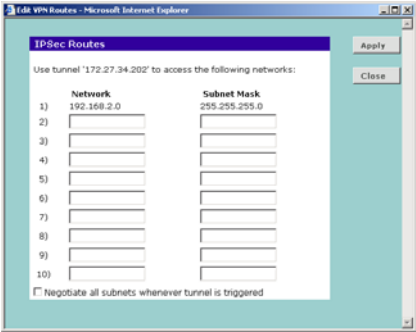 Edit VPN Routes - Microsoft Internet Explorer
IPSec Routes
Apply
Use tunnel '172.27.34.202' to access the following networks:
Close
Network Subnet Mask
1) 192.168.2.0 255.255.255.0
2)
3)
4)
5)
6)
7)
8)
9)
10)
Negotiate all subnets whenever tunnel is triggered